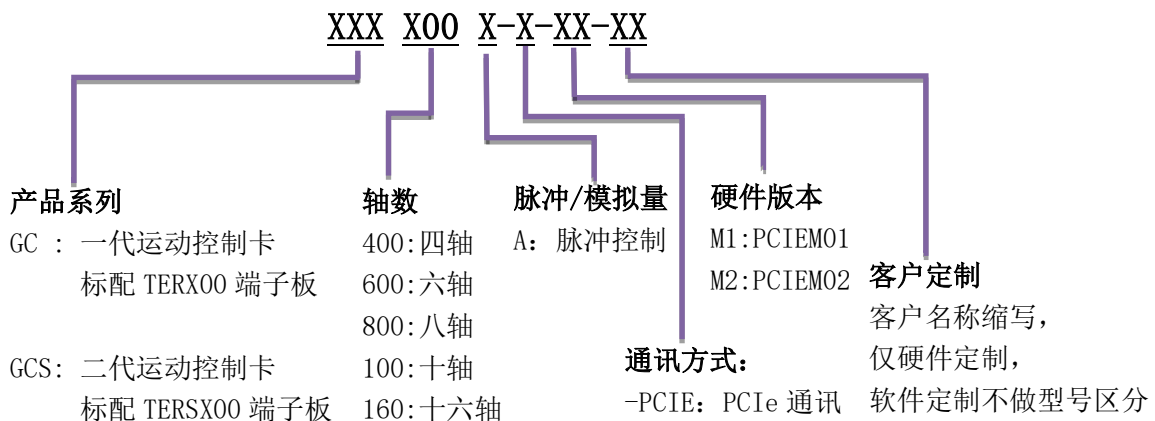 XXX X00 X-X-XX-XX
产品系列
GC : 一代运动控制卡
标配 TERX00 端子板
GCS: 二代运动控制卡
标配 TERSX00 端子板
轴数
400:四轴
600:六轴
800:八轴
100:十轴
160:十六轴
脉冲/模拟量
A: 脉冲控制
通讯方式:
-PCIE: PCIe 通讯
硬件版本
M1:PCIEM01
M2:PCIEM02
客户定制
客户名称缩写,
仅硬件定制,
软件定制不做型号区分